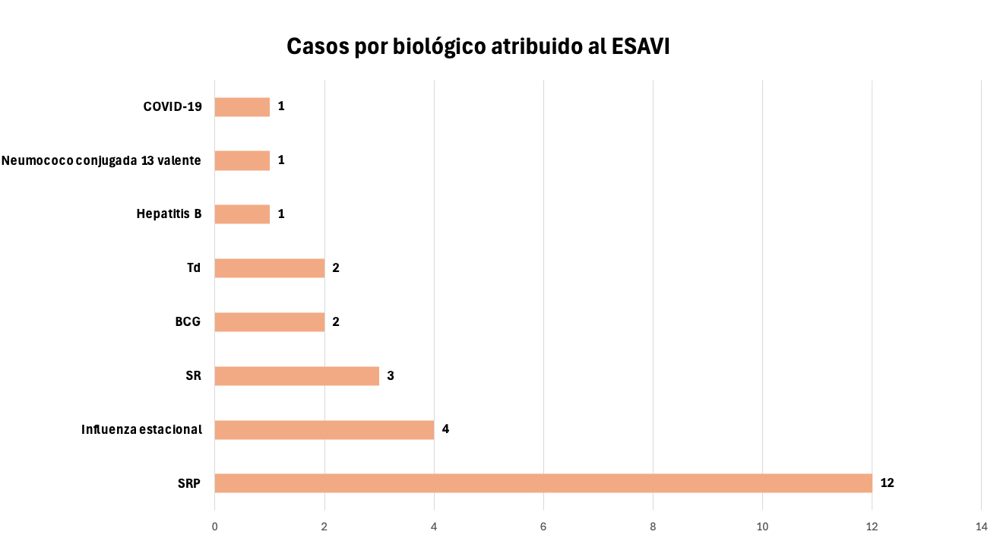 Casos por biológico atribuido al ESAVI
COVID-19 1
Neumococo conjugada 13 valente 1
Hepatitis B 1
Td 2
BCG 2
SR 3
Influenza estacional 4
SRP 12
0 2 4 6 8 10 12 14